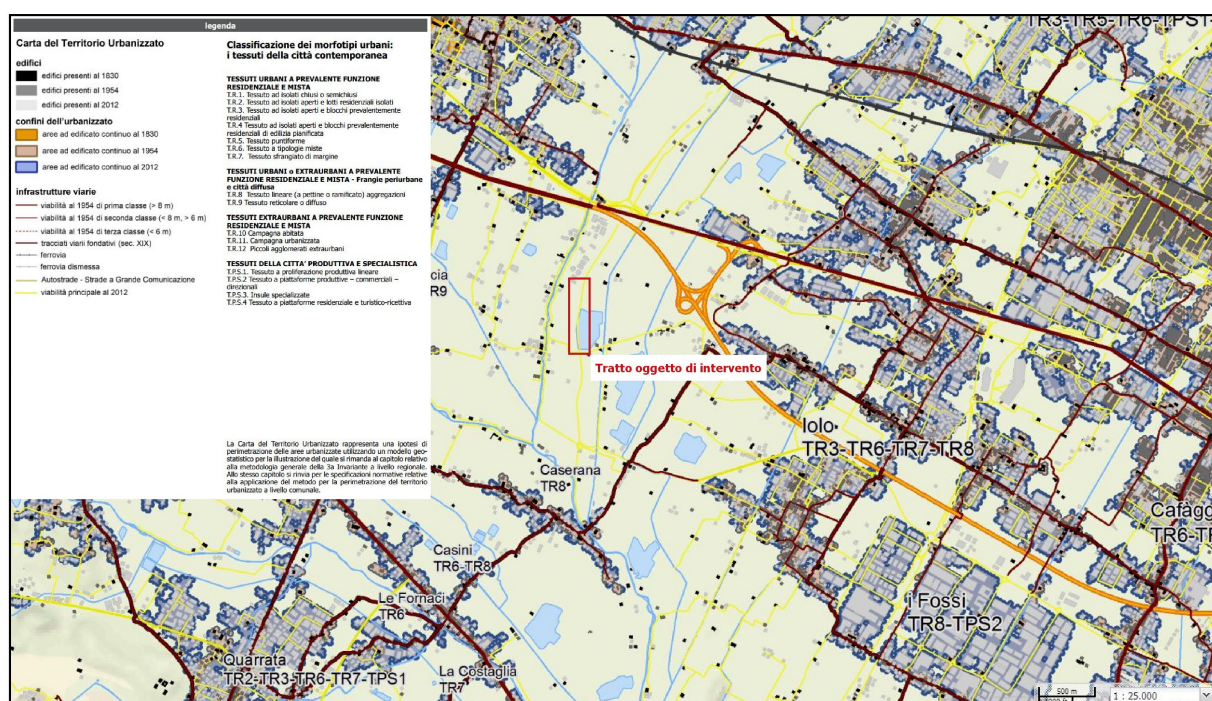 legenda
Carta del Territorio Urbanizzato
edifici
edifici presenti al 1830
edifici presenti al 1954
edifici presenti al 2012
confini dell'urbanizzato
aree ad edificato continuo al 1830
aree ad edificato continuo al 1954
aree ad edificato continuo al 2012
infrastrutture viarie
viabilità al 1954 di prima classe (> 8 m)
viabilità al 1954 di seconda classe (< 8 m, > 6 m)
viabilità al 1954 di terza classe (< 6 m)
tracciati viarii fondativi (sec. XIX)
ferrovia
ferrovia dismessa
Autostrade - Strade a Grande Comunicazione
viabilità principale al 2012
Classificazione dei morfotipi urbani:
i tessuti della città contemporanea
TESSUTI URBANI A PREVALENTE FUNZIONE
RESIDENZIALE E MISTA
T.R.1. Tessuto ad isolati chiusi o semichiusi
T.R.2. Tessuto ad isolati aperti e lotti residenziali isolati
T.R.3. Tessuto ad isolati aperti e blocchi prevalentemente
residenziali
T.R.4 Tessuto ad isolati aperti e blocchi prevalentemente
residenziali di edilizia pianificata
T.R.5. Tessuto puntiforme
T.R.6. Tessuto a tipologie miste
T.R.7. Tessuto sfrangiato di margine
TESSUTI URBANI o EXTRAURBANI A PREVALENTE
FUNZIONE RESIDENZIALE E MISTA - Frangie periurbane
e città diffusa
T.R.8 Tessuto lineare (a pettine o ramificato) aggregazioni
T.R.9 Tessuto reticolare o diffuso
TESSUTI EXTRAURBANI A PREVALENTE FUNZIONE
RESIDENZIALE E MISTA
T.R.10 Campagna abitata
T.R.11. Campagna urbanizzata
T.R.12 Piccoli agglomerati extraurbani
TESSUTI DELLA CITTA' PRODUTTIVA E SPECIALISTICA
T.P.S.1. Tessuto a proliferazione produttiva lineare
T.P.S.2 Tessuto a piattaforme produttive – commerciali –
direzionali
T.P.S.3. Insule specializzate
T.P.S.4 Tessuto a piattaforme residenziale e turistico-ricettiva
La Carta del Territorio Urbanizzato rappresenta una ipotesi di
perimetrazione delle aree urbanizzate utilizzando un modello geo-
statistico per la illustrazione del quale si rimanda al capitolo relativo
alla metodologia generale della 3a Invariante a livello regionale.
Allo stesso capitolo si rinvia per le specificazioni normative relative
alla applicazione del metodo per la perimetrazione del territorio
urbanizzato a livello comunale.
TR3-TR5-TR6-TPS1-
cia
R9
Tratto oggetto di intervento
Iolo
TR3-TR6-TR7-TR8
Caserana
TR8
Cafagg
TR6-TR
Casini
TR6-TR8
Le Fornaci
TR6
i Fossi
TR8-TPS2
Quarrata
TR2-TR3-TR6-TR7-TPS1
La Costaglia
TR7
500 m
1 : 25.000